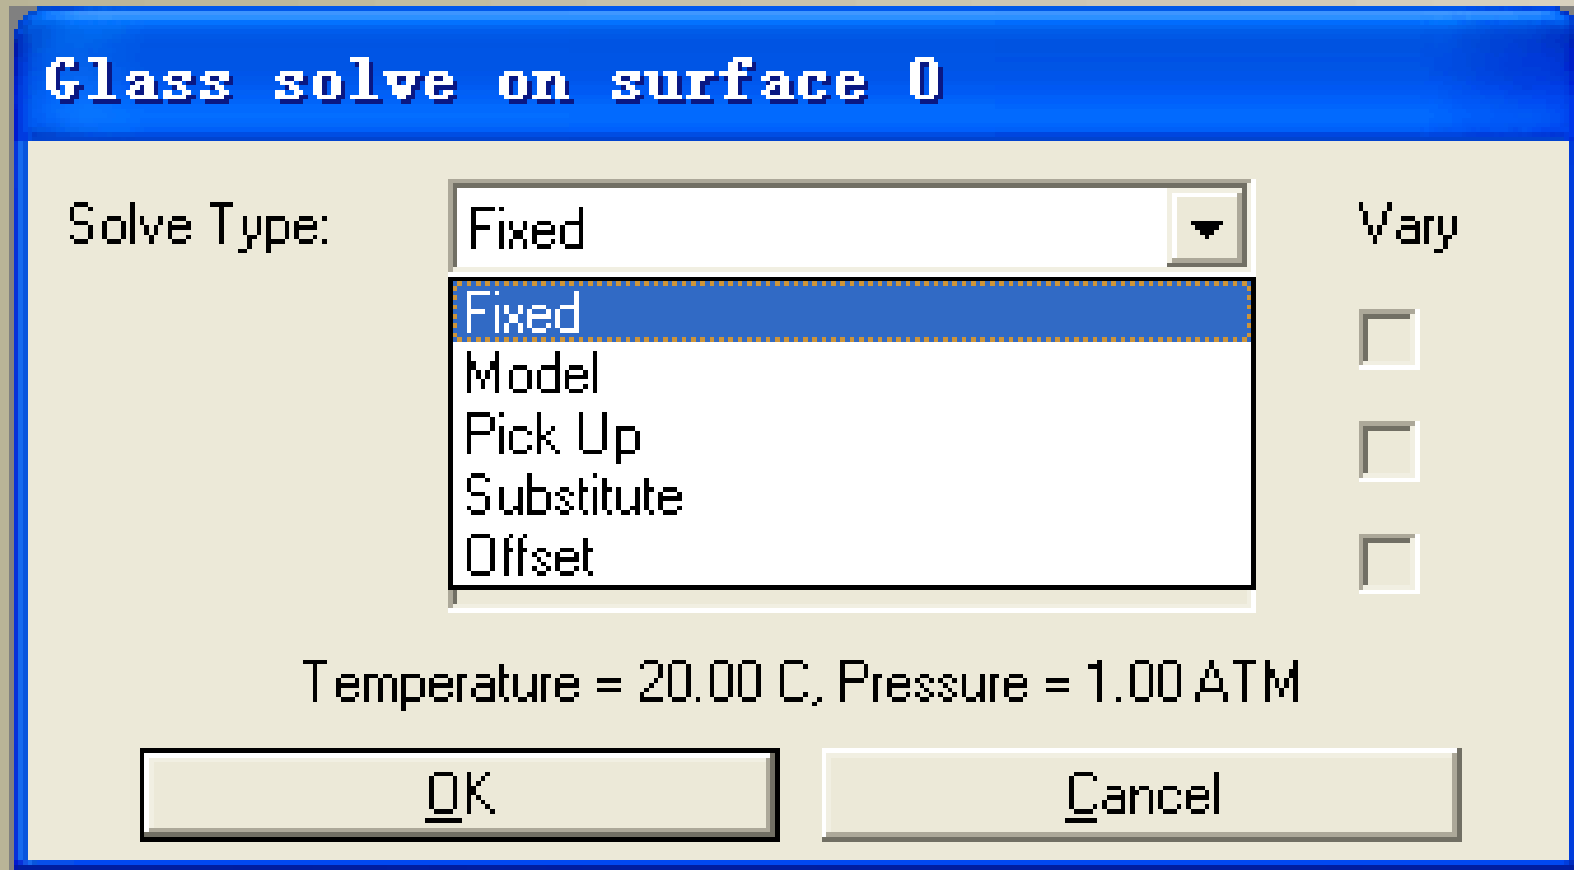 Glass solve on surface 0
Solve Type:
Fixed
Vary
Fixed
Model
Pick Up
Substitute
Offset
Temperature = 20.00 C, Pressure = 1.00 ATM
OK
Cancel